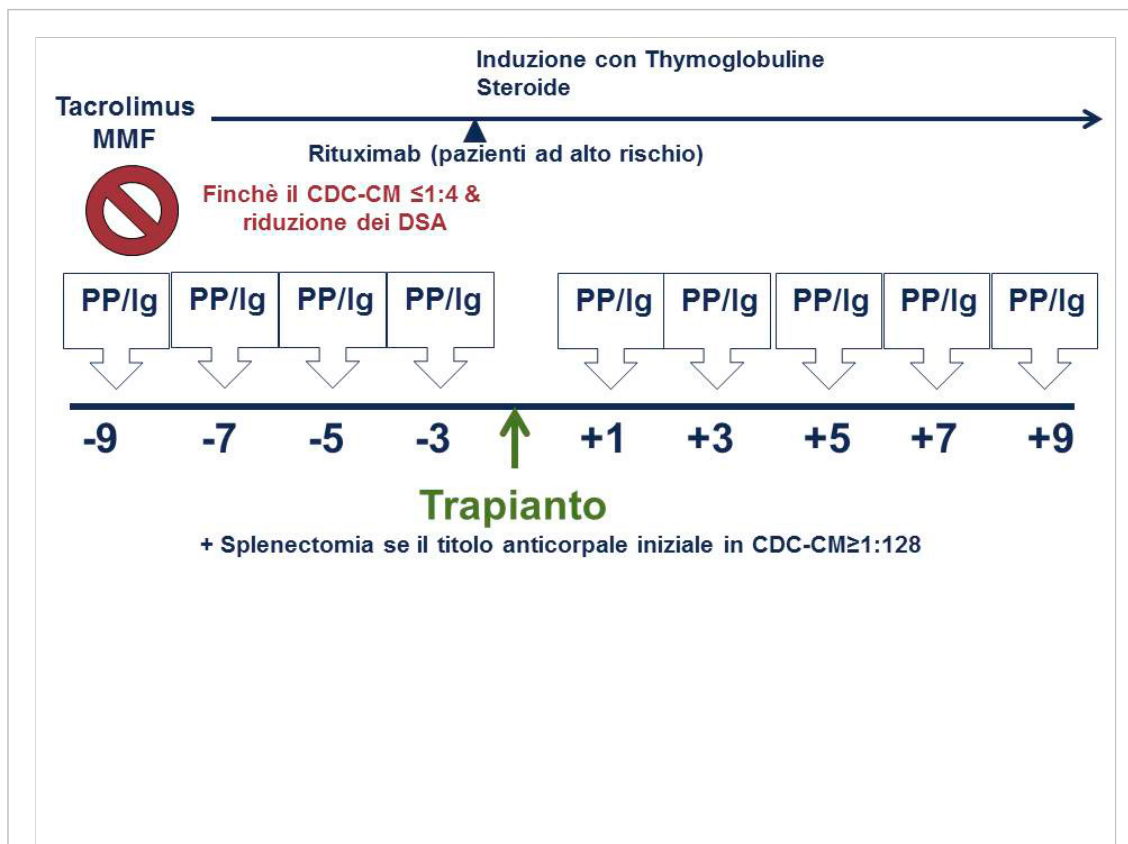 Induzione con Thymoglobuline
Steroide
Tacrolimus
MMF
Rituximab (pazienti ad alto rischio)
Finchè il CDC-CM ≤1:4 &
riduzione dei DSA
PP/Ig PP/Ig PP/Ig PP/Ig PP/Ig PP/Ig PP/Ig PP/Ig PP/Ig
-9 -7 -5 -3 +1 +3 +5 +7 +9
Trapianto
+ Splenectomia se il titolo anticorpale iniziale in CDC-CM≥1:128